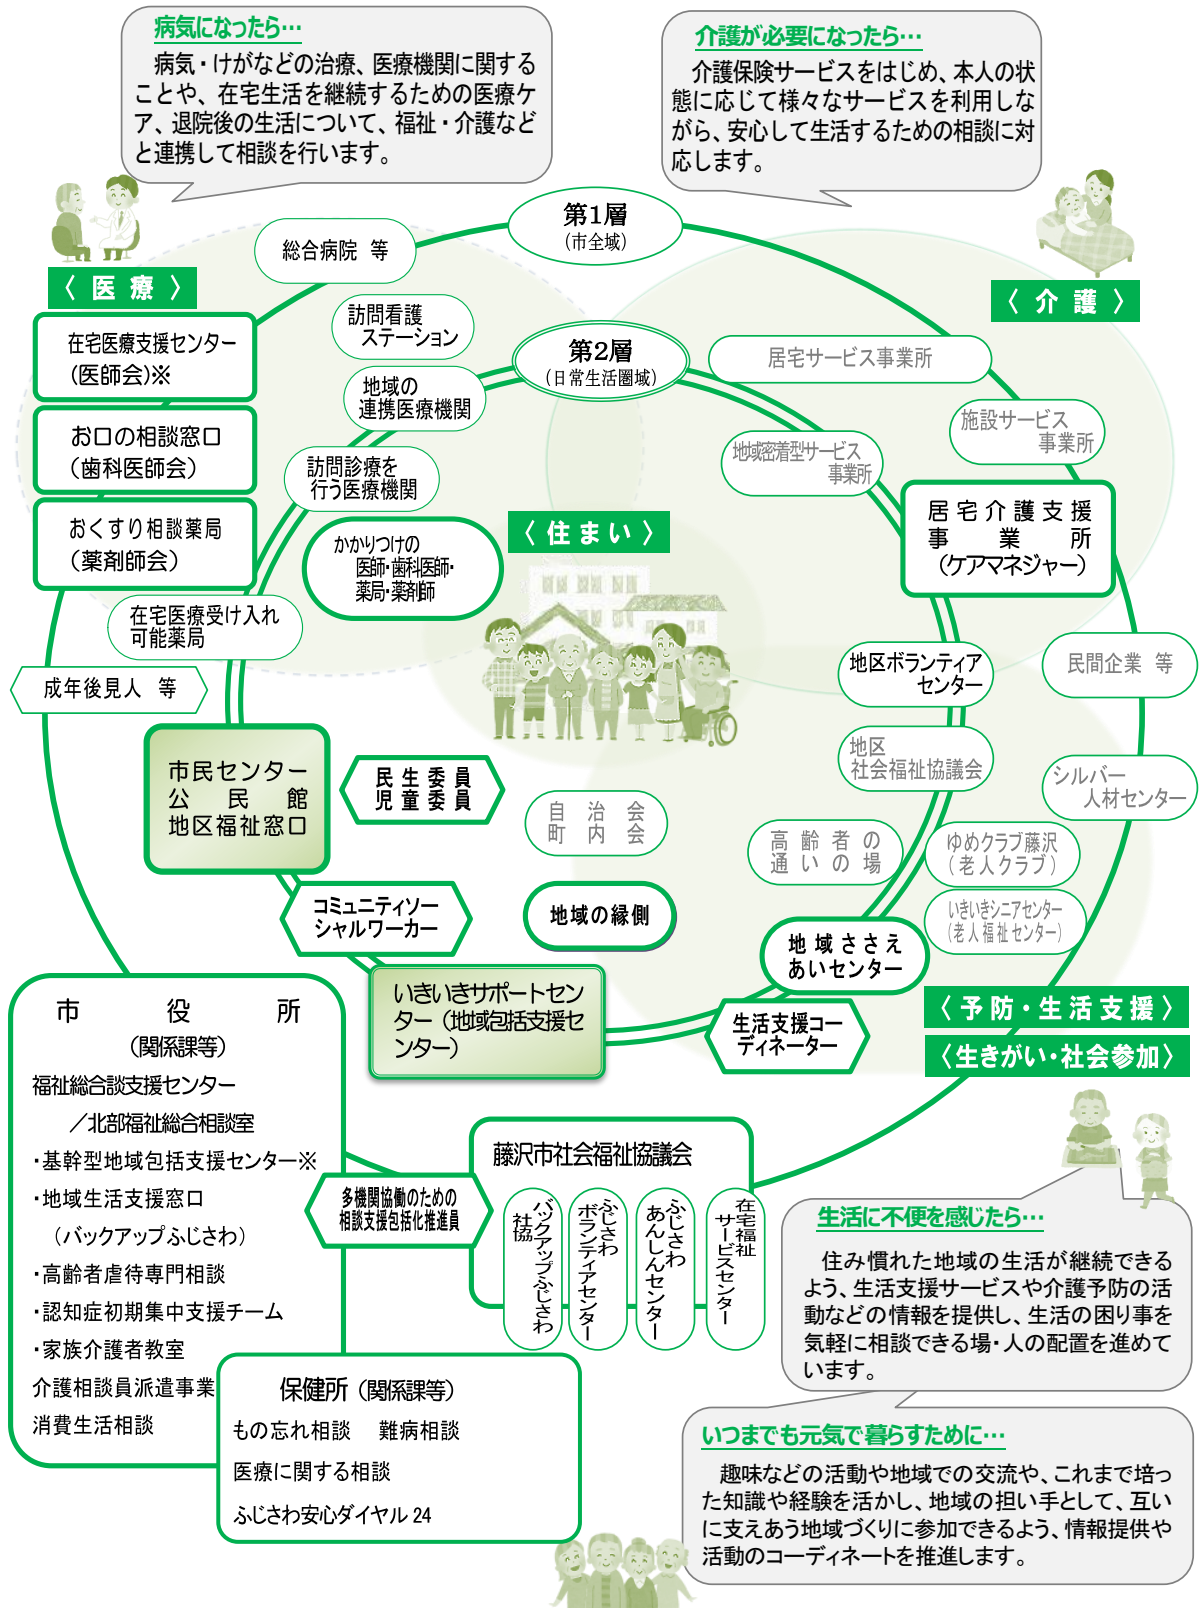 病気になったら…
病気・けがなどの治療、医療機関に関する
ことや、在宅生活を継続するための医療ケ
ア、退院後の生活について、福祉・介護など
と連携して相談を行います。
介護が必要になったら…
介護保険サービスをはじめ、本人の状
態に応じて様々なサービスを利用しな
がら、安心して生活するための相談に対
応します。
第1層
（市全域）
総合病院 等
〈 医 療 〉
〈 介 護 〉
訪問看護
ステーション
在宅医療支援センター
(医師会)※
第2層
（日常生活圏域）
居宅サービス事業所
地域の
連携医療機関
施設サービス
事業所
お口の相談窓口
（歯科医師会）
地域密着型サービス
事業所
訪問診療を
行う医療機関
おくすり相談薬局
（薬剤師会）
居宅介護支援
事業所
（ケアマネジャー）
〈 住まい 〉
かかりつけの
医師・歯科医師・
薬局・薬剤師
在宅医療受け入れ
可能薬局
地区ボランティア
センター
民間企業 等
成年後見人 等
地区
社会福祉協議会
市民センター
公民館
地区福祉窓口
民生委員
児童委員
シルバー
人材センター
自治会
町内会
高齢者の
通いの場
ゆめクラブ藤沢
（老人クラブ）
コミュニティソー
シャルワーカー
地域の縁側
いきいきシニアセンター
（老人福祉センター）
地域ささえ
あいセンター
いきいきサポートセン
ター（地域包括支援セ
ンター）
生活支援コー
ディネーター
〈予防・生活支援〉
〈生きがい・社会参加〉
市役所
（関係課等）
福祉総合談支援センター
／北部福祉総合相談室
・基幹型地域包括支援センター※
・地域生活支援窓口
（バックアップふじさわ）
・高齢者虐待専門相談
・認知症初期集中支援チーム
・家族介護者教室
介護相談員派遣事業
消費生活相談
多機関協働のための
相談支援包括化推進員
藤沢市社会福祉協議会
バックアップふじさわ
社協
ふじさわ
ボランティアセンター
ふじさわ
あんしんセンター
在宅福祉
サービスセンター
保健所（関係課等）
もの忘れ相談 難病相談
医療に関する相談
ふじさわ安心ダイヤル 24
生活に不便を感じたら…
住み慣れた地域の生活が継続できる
よう、生活支援サービスや介護予防の活
動などの情報を提供し、生活の困り事を
気軽に相談できる場・人の配置を進めて
います。
いつまでも元気で暮らすために…
趣味などの活動や地域での交流や、これまで培っ
た知識や経験を活かし、地域の担い手として、互い
に支えあう地域づくりに参加できるよう、情報提供や
活動のコーディネートを推進します。